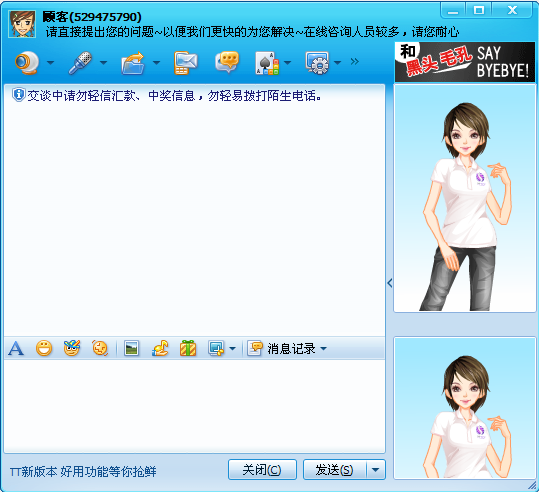 顾客(529475790)
请直接提出您的问题~以便我们更快的为您解决~在线咨询人员较多，请您耐心
和
黑头 毛孔
SAY
BYEBYE!
交谈中请勿轻信汇款、中奖信息，勿轻易拨打陌生电话。
消息记录
TT新版本 好用功能等你抢鲜
关闭(C)
发送(S)